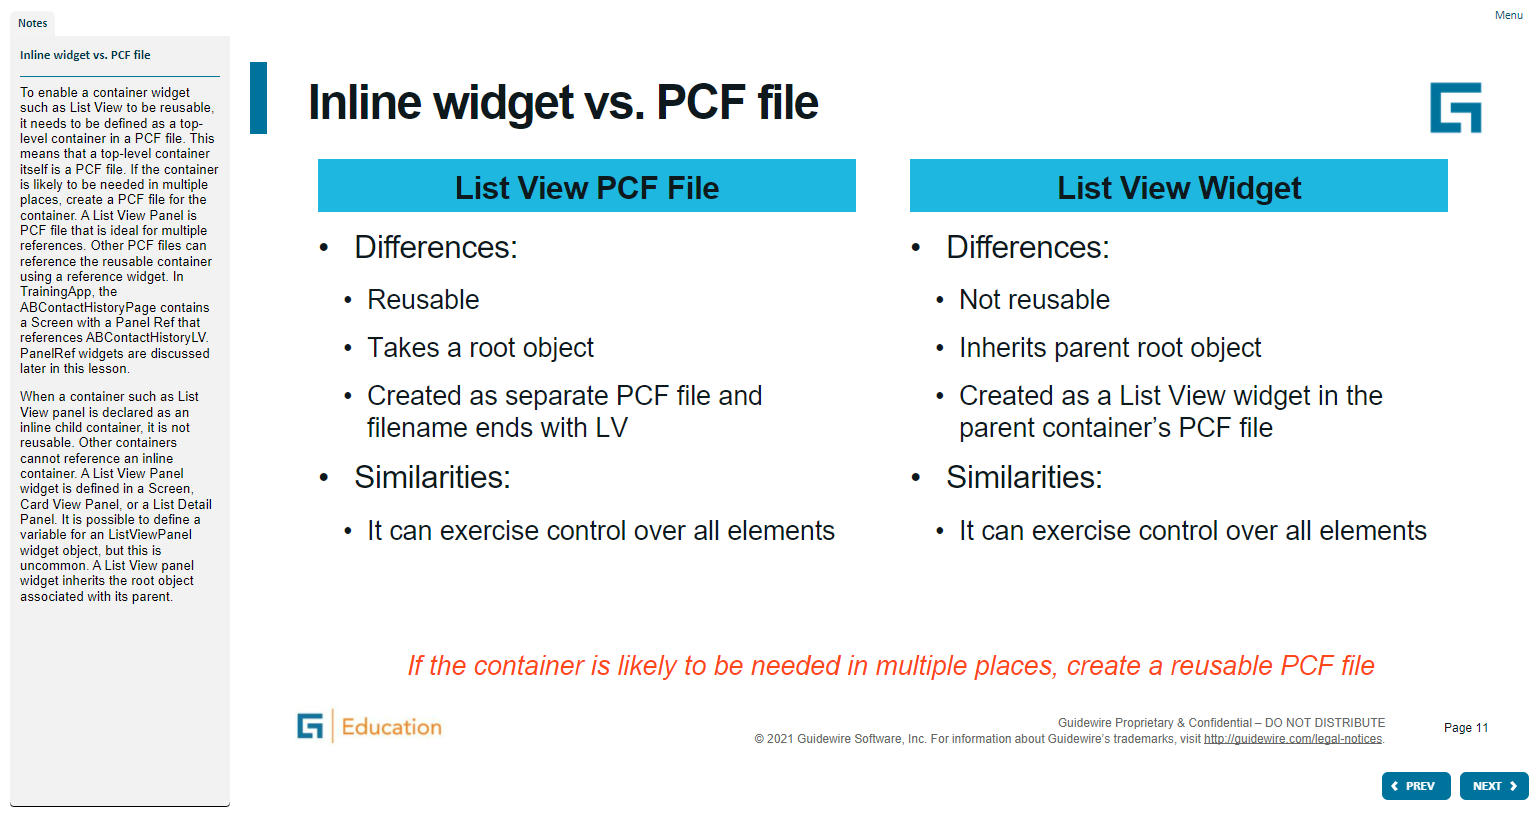 Notes
Menu
Inline widget vs. PCF file
To enable a container widget
such as List View to be reusable,
it needs to be defined as a top-
level container in a PCF file. This
means that a top-level container
itself is a PCF file. If the container
is likely to be needed in multiple
places, create a PCF file for the
container. A List View Panel is
PCF file that is ideal for multiple
references. Other PCF files can
reference the reusable container
using a reference widget. In
TrainingApp, the
ABContactHistoryPage contains
a Screen with a Panel Ref that
references ABContactHistoryLV.
PanelRef widgets are discussed
later in this lesson.
When a container such as List
View panel is declared as an
inline child container, it is not
reusable. Other containers
cannot reference an inline
container. A List View Panel
widget is defined in a Screen,
Card View Panel, or a List Detail
Panel. It is possible to define a
variable for an ListViewPanel
widget object, but this is
uncommon. A List View panel
widget inherits the root object
associated with its parent.
Inline widget vs. PCF file
List View PCF File
• Differences:
• Reusable
• Takes a root object
• Created as separate PCF file and
filename ends with LV
• Similarities:
• It can exercise control over all elements
List View Widget
• Differences:
• Not reusable
• Inherits parent root object
• Created as a List View widget in the
parent container’s PCF file
• Similarities:
• It can exercise control over all elements
If the container is likely to be needed in multiple places, create a reusable PCF file
Education
Guidewire Proprietary & Confidential – DO NOT DISTRIBUTE
© 2021 Guidewire Software, Inc. For information about Guidewire’s trademarks, visit http://guidewire.com/legal-notices.
Page 11
PREV
NEXT